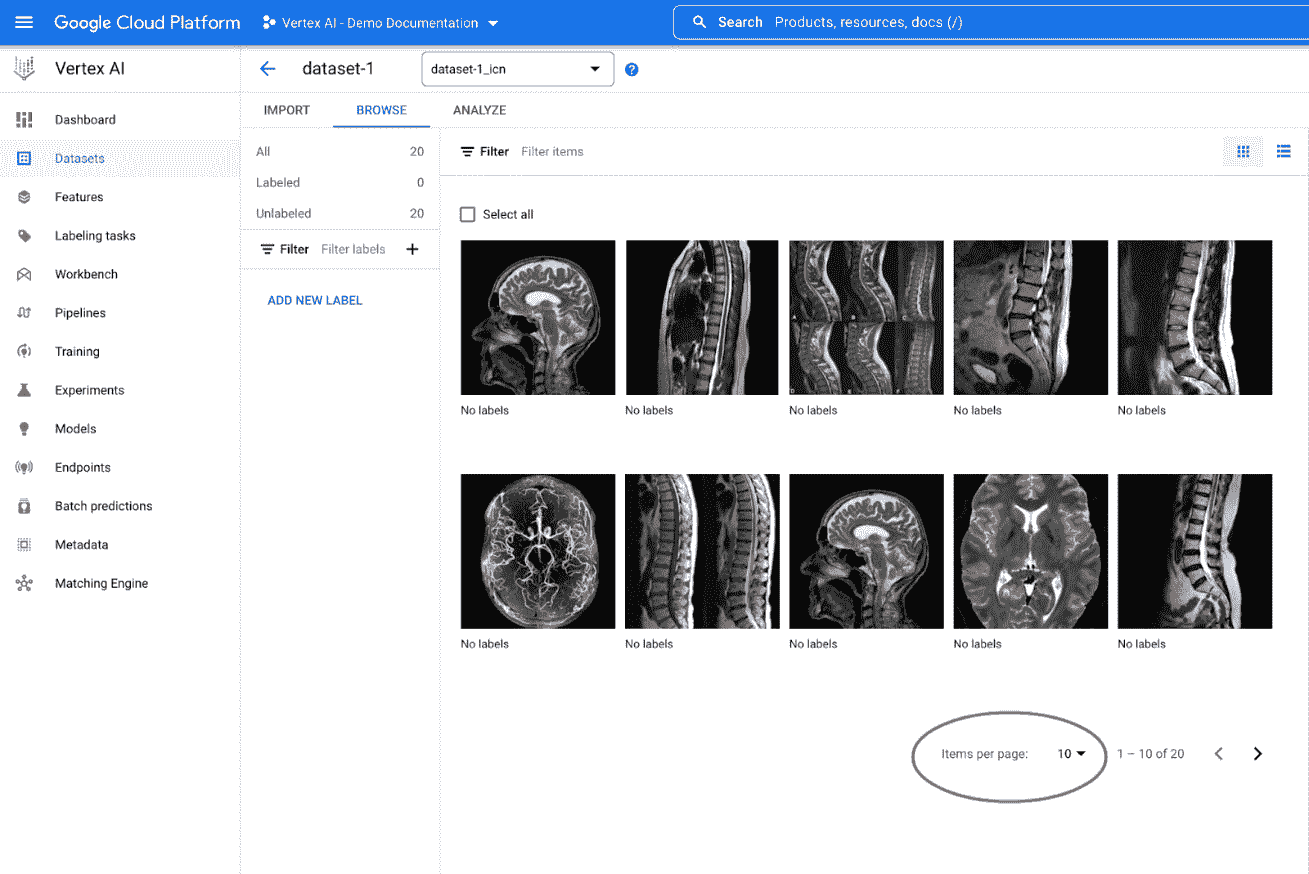 Google Cloud Platform Vertex AI - Demo Documentation Search Products, resources, docs (/)
Vertex AI
dataset-1 dataset-1_icn
IMPORT BROWSE ANALYZE
Dashboard
Datasets
Features
Labeling tasks
Workbench
Pipelines
Training
Experiments
Models
Endpoints
Batch predictions
Metadata
Matching Engine
All 20
Labeled 0
Unlabeled 20
Filter Filter labels
ADD NEW LABEL
Filter Filter items
Select all
No labels No labels No labels No labels No labels
No labels No labels No labels No labels No labels
Items per page: 10 1 – 10 of 20